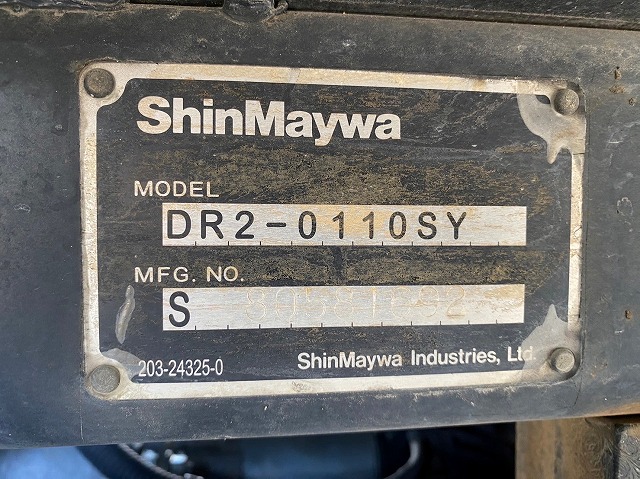 ShinMaywa
MODEL
DR2-0110SY
MFG. NO.
S
203-24325-0
ShinMaywa Industries, Ltd.